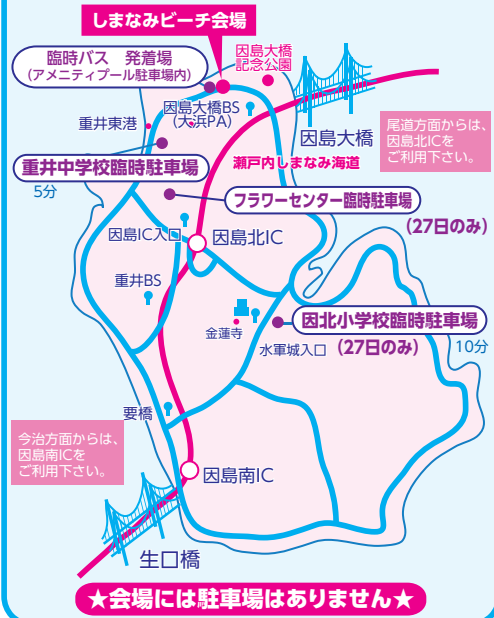 しまなみビーチ会場
臨時バス 発着場
(アメニティプール駐車場内)
因島大橋
記念公園
因島大橋BS
(大浜PA)
重井東港
因島大橋
尾道方面からは、
因島北ICを
ご利用下さい。
瀬戸内しまなみ海道
重井中学校臨時駐車場
5分
フラワーセンター臨時駐車場
(27日のみ)
因島IC入口
因島北IC
重井BS
因北小学校臨時駐車場
金蓮寺
水軍城入口
(27日のみ)
10分
要橋
今治方面からは、
因島南ICを
ご利用下さい。
因島南IC
生口橋
★会場には駐車場はありません★